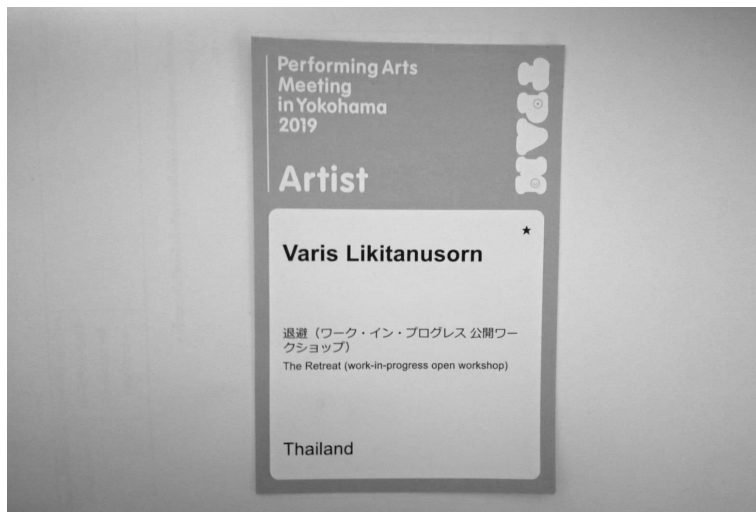 Performing Arts
Meeting
in Yokohama
2019
TPAM
Artist
★
Varis Likitanusorn
退避（ワーク・イン・プログレス 公開ワー
クショップ）
The Retreat (work-in-progress open workshop)
Thailand